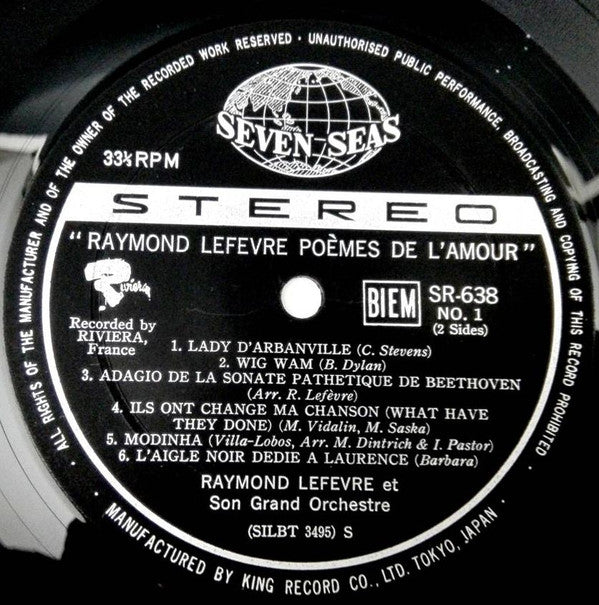 ALL RIGHTS OF THE MANUFACTURER AND OF THE OWNER OF THE RECORDED WORK RESERVED · UNAUTHORISED PUBLIC PERFORMANCE, BROADCASTING AND COPYING OF THIS RECORD PROHIBITED ·
SEVEN SEAS
33⅓ RPM
STEREO
"RAYMOND LEFEVRE POÈMES DE L'AMOUR"
Riviera
Recorded by
RIVIERA,
France
BIEM
SR-638
NO. 1
(2 Sides)
1. LADY D'ARBANVILLE (C. Stevens)
2. WIG WAM (B. Dylan)
3. ADAGIO DE LA SONATE PATHETIQUE DE BEETHOVEN
(Arr. R. Lefèvre)
4. ILS ONT CHANGE MA CHANSON (WHAT HAVE
THEY DONE) (M. Vidalin, M. Saska)
5. MODINHA (Villa-Lobos, Arr. M. Dintrich & I. Pastor)
6. L'AIGLE NOIR DEDIE A LAURENCE (Barbara)
RAYMOND LEFEVRE et
Son Grand Orchestre
(SILBT 3495) S
· MANUFACTURED BY KING RECORD CO., LTD. TOKYO, JAPAN ·